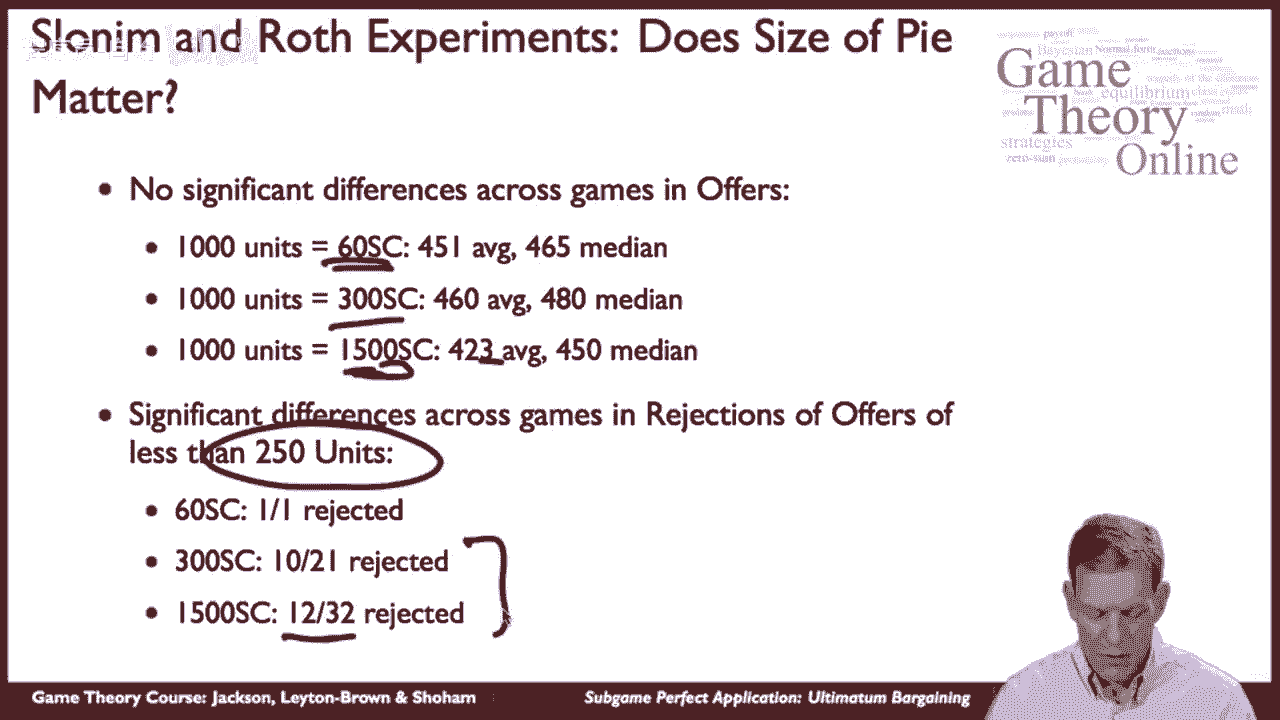 Slonim and Roth Experiments: Does Size of Pie
Matter?
Game
Theory
Online
equilibrium
strategies
zero-sum
• No significant differences across games in Offers:
• 1000 units = 60SC: 451 avg, 465 median
• 1000 units = 300SC: 460 avg, 480 median
• 1000 units = 1500SC: 423 avg, 450 median
• Significant differences across games in Rejections of Offers of
less than 250 Units:
• 60SC: 1/1 rejected
• 300SC: 10/21 rejected
• 1500SC: 12/32 rejected
Game Theory Course: Jackson, Leyton-Brown & Shoham
Subgame Perfect Application: Ultimatum Bargaining